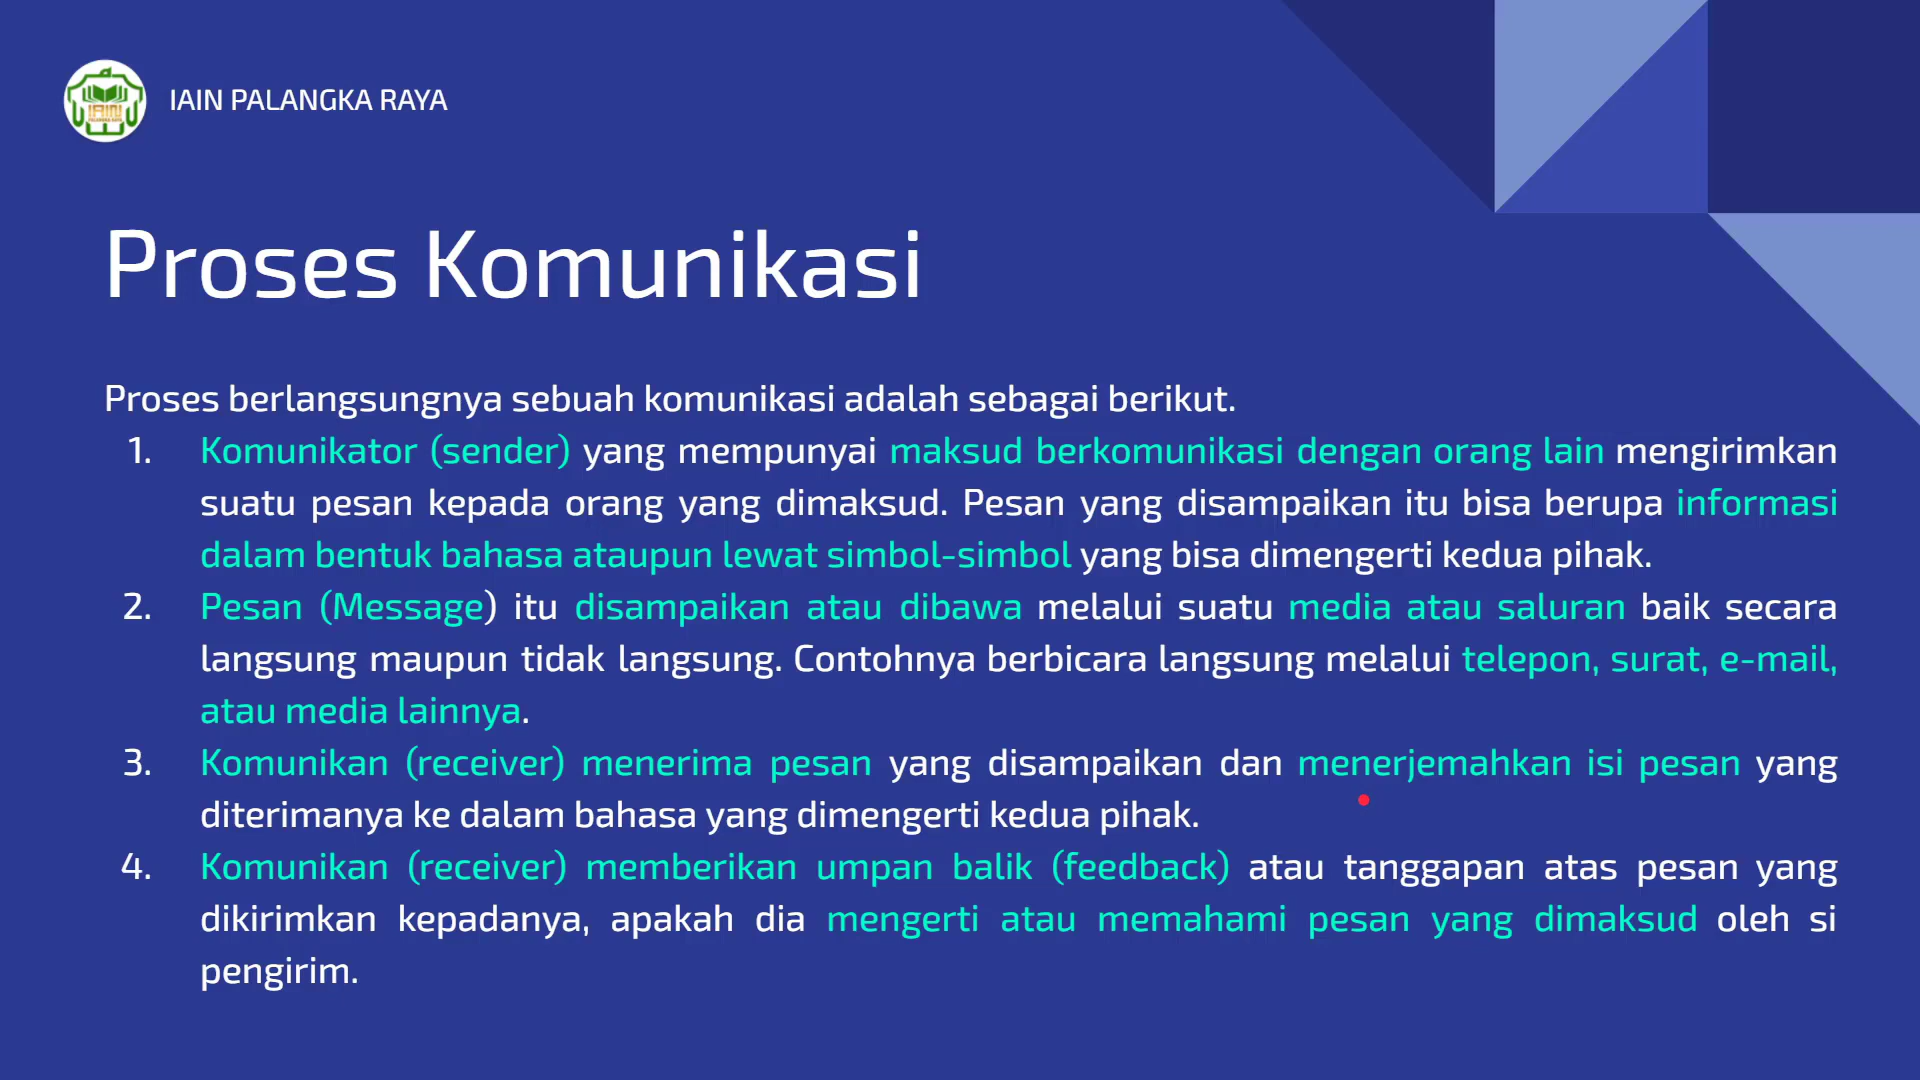 IAIN PALANGKA RAYA
Proses Komunikasi
Proses berlangsungnya sebuah komunikasi adalah sebagai berikut.
1. Komunikator (sender) yang mempunyai maksud berkomunikasi dengan orang lain mengirimkan
suatu pesan kepada orang yang dimaksud. Pesan yang disampaikan itu bisa berupa informasi
dalam bentuk bahasa ataupun lewat simbol-simbol yang bisa dimengerti kedua pihak.
2. Pesan (Message) itu disampaikan atau dibawa melalui suatu media atau saluran baik secara
langsung maupun tidak langsung. Contohnya berbicara langsung melalui telepon, surat, e-mail,
atau media lainnya.
3. Komunikan (receiver) menerima pesan yang disampaikan dan menerjemahkan isi pesan yang
diterimanya ke dalam bahasa yang dimengerti kedua pihak.
4. Komunikan (receiver) memberikan umpan balik (feedback) atau tanggapan atas pesan yang
dikirimkan kepadanya, apakah dia mengerti atau memahami pesan yang dimaksud oleh si
pengirim.